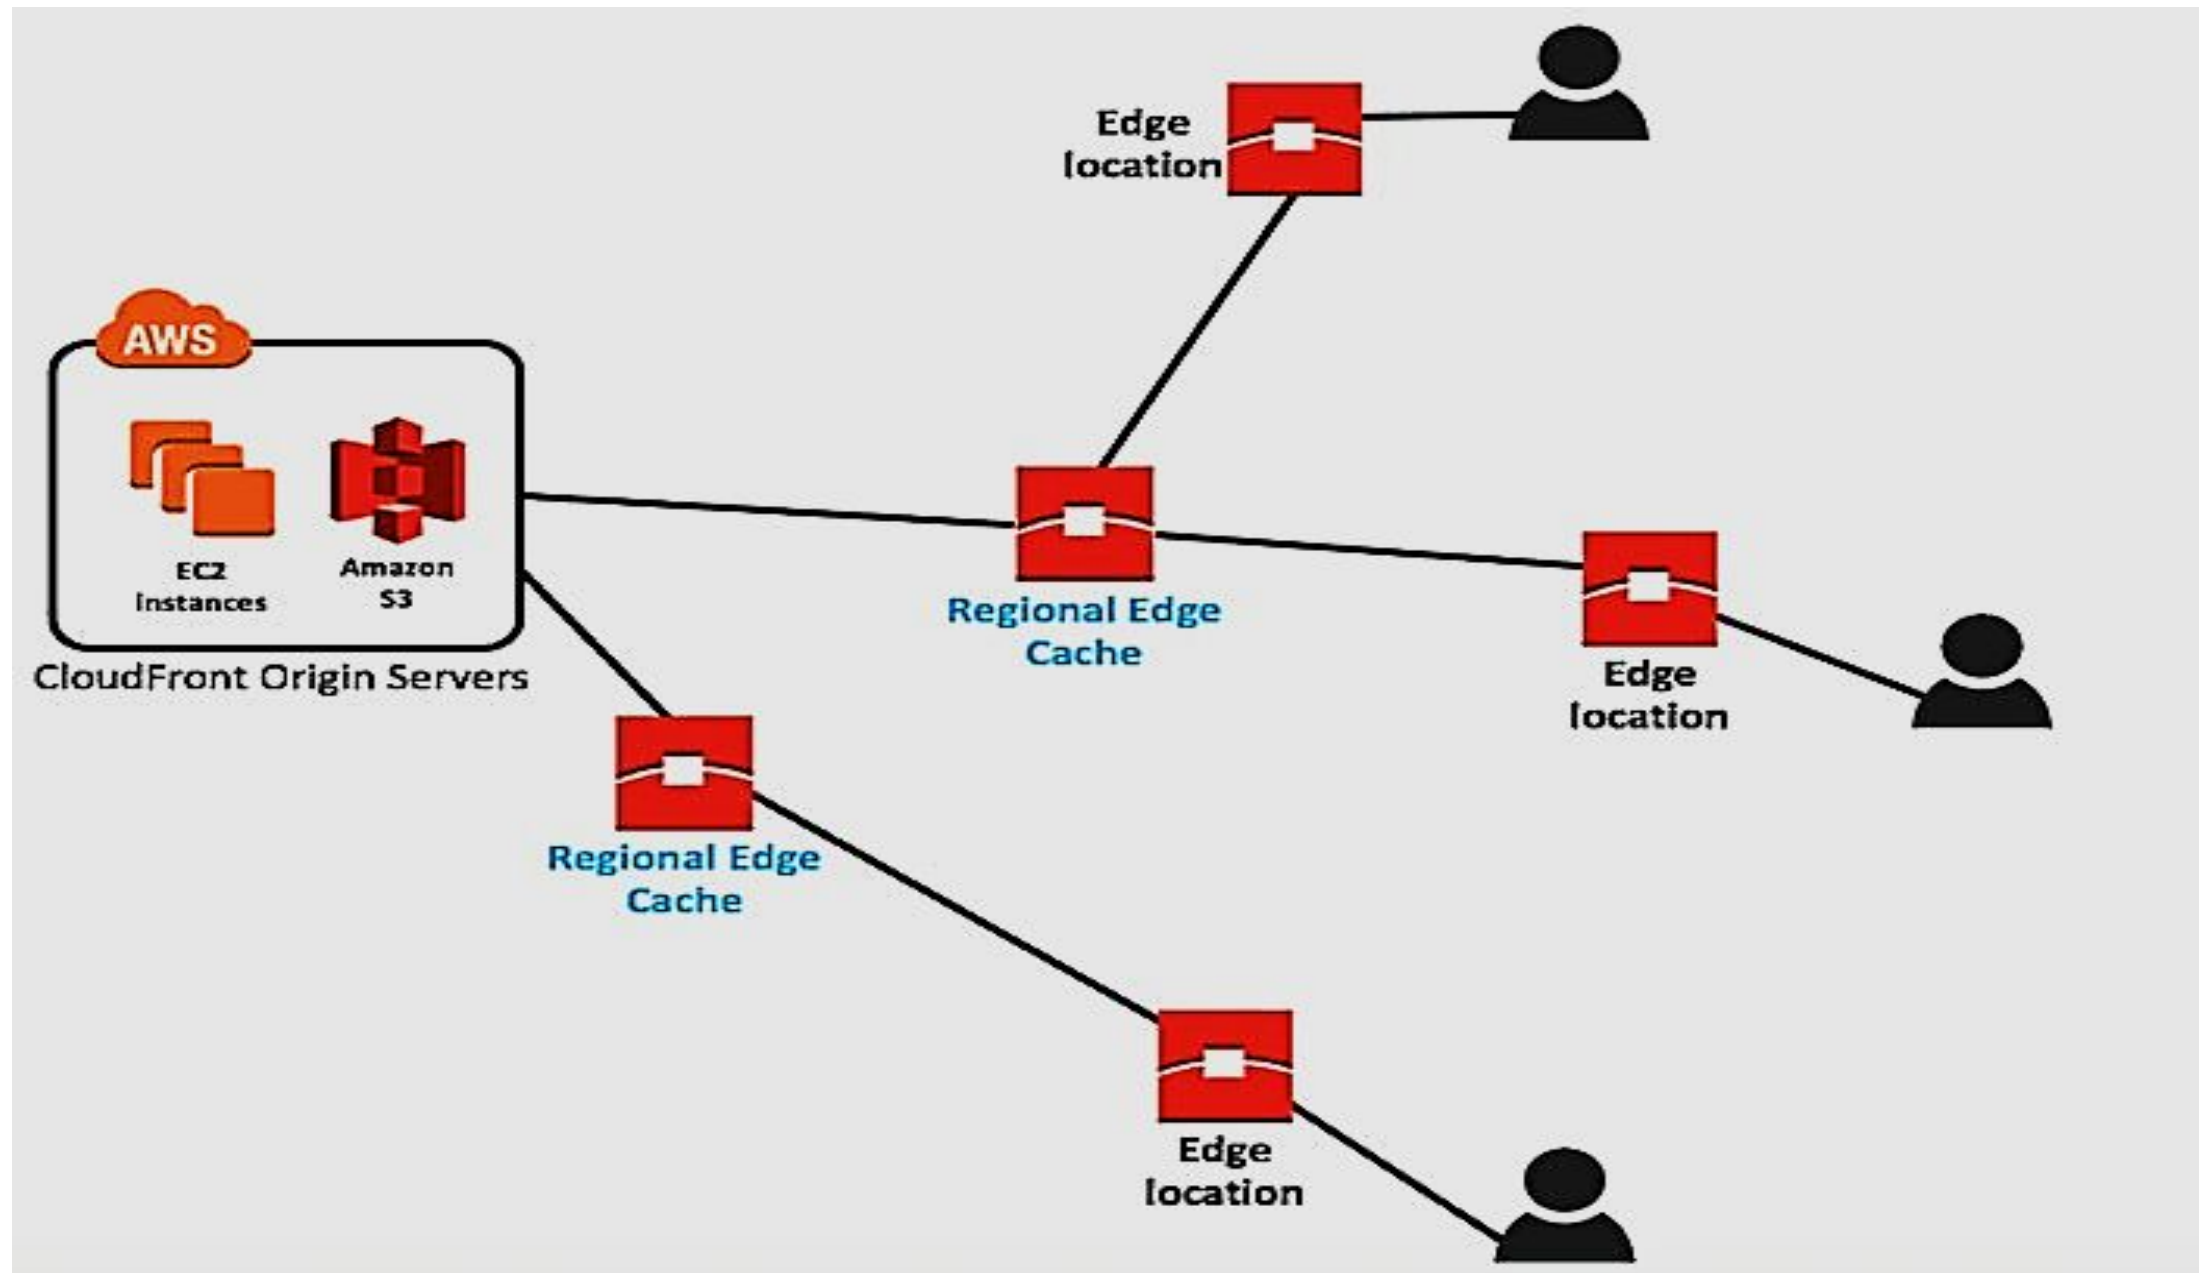 Edge
location
AWS
EC2
instances
Amazon
S3
CloudFront Origin Servers
Regional Edge
Cache
Edge
location
Regional Edge
Cache
Edge
location